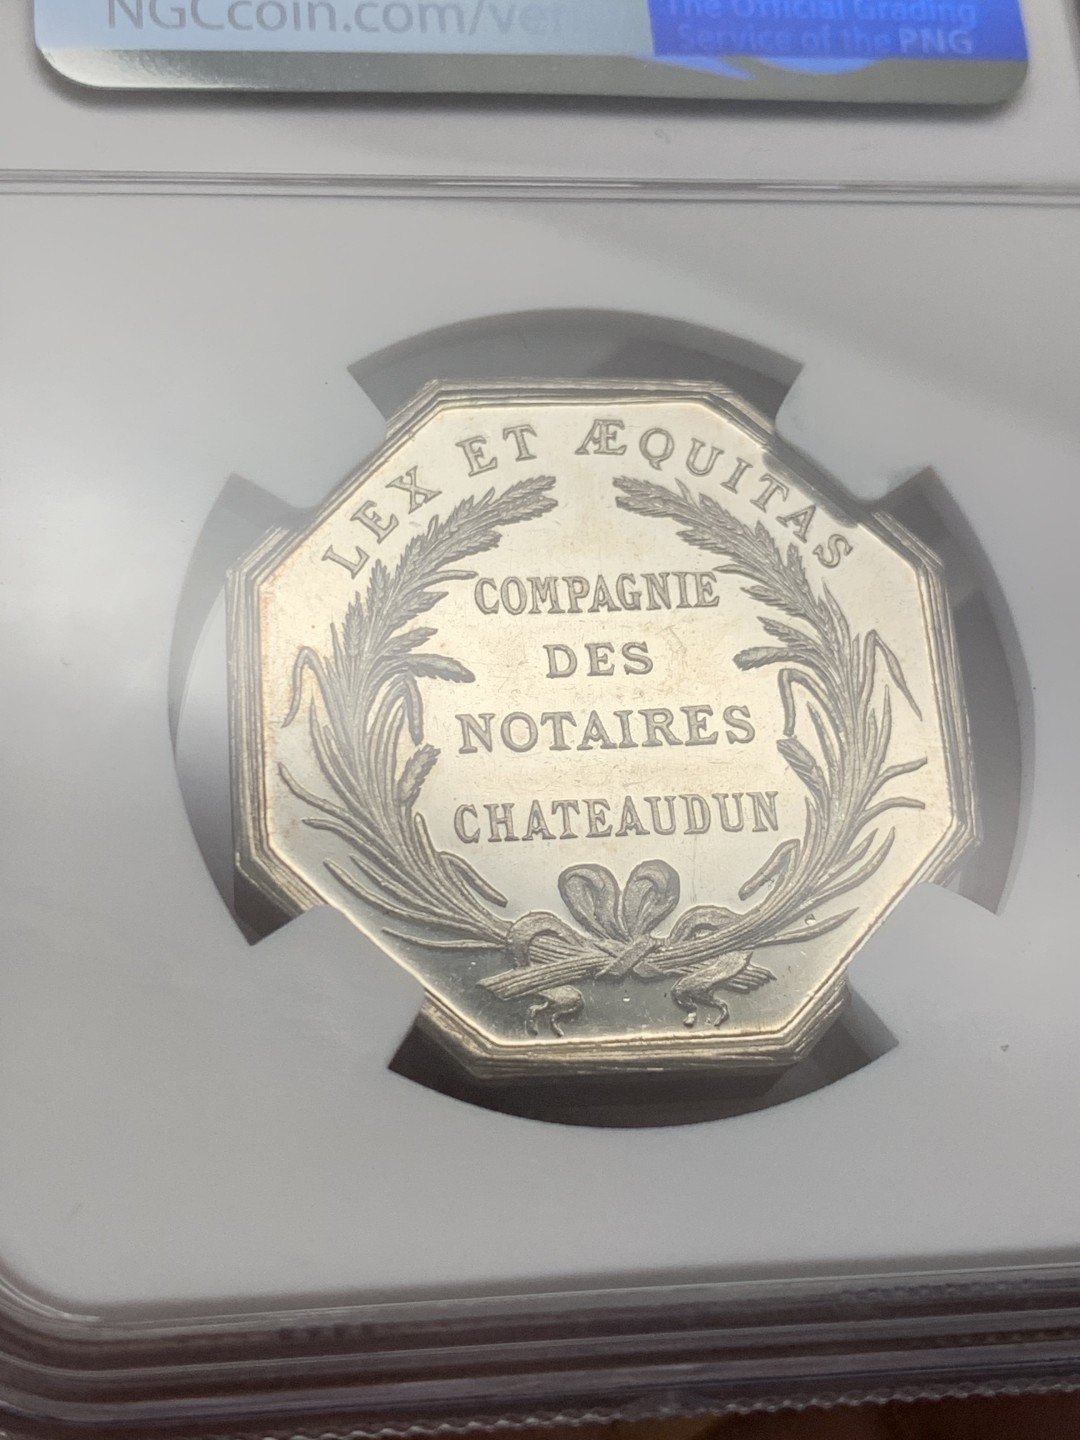 NGCcoin.com/ve
The Official Grading
Service of the PNG
LEX ET ÆQUITAS
COMPAGNIE
DES
NOTAIRES
CHATEAUDUN